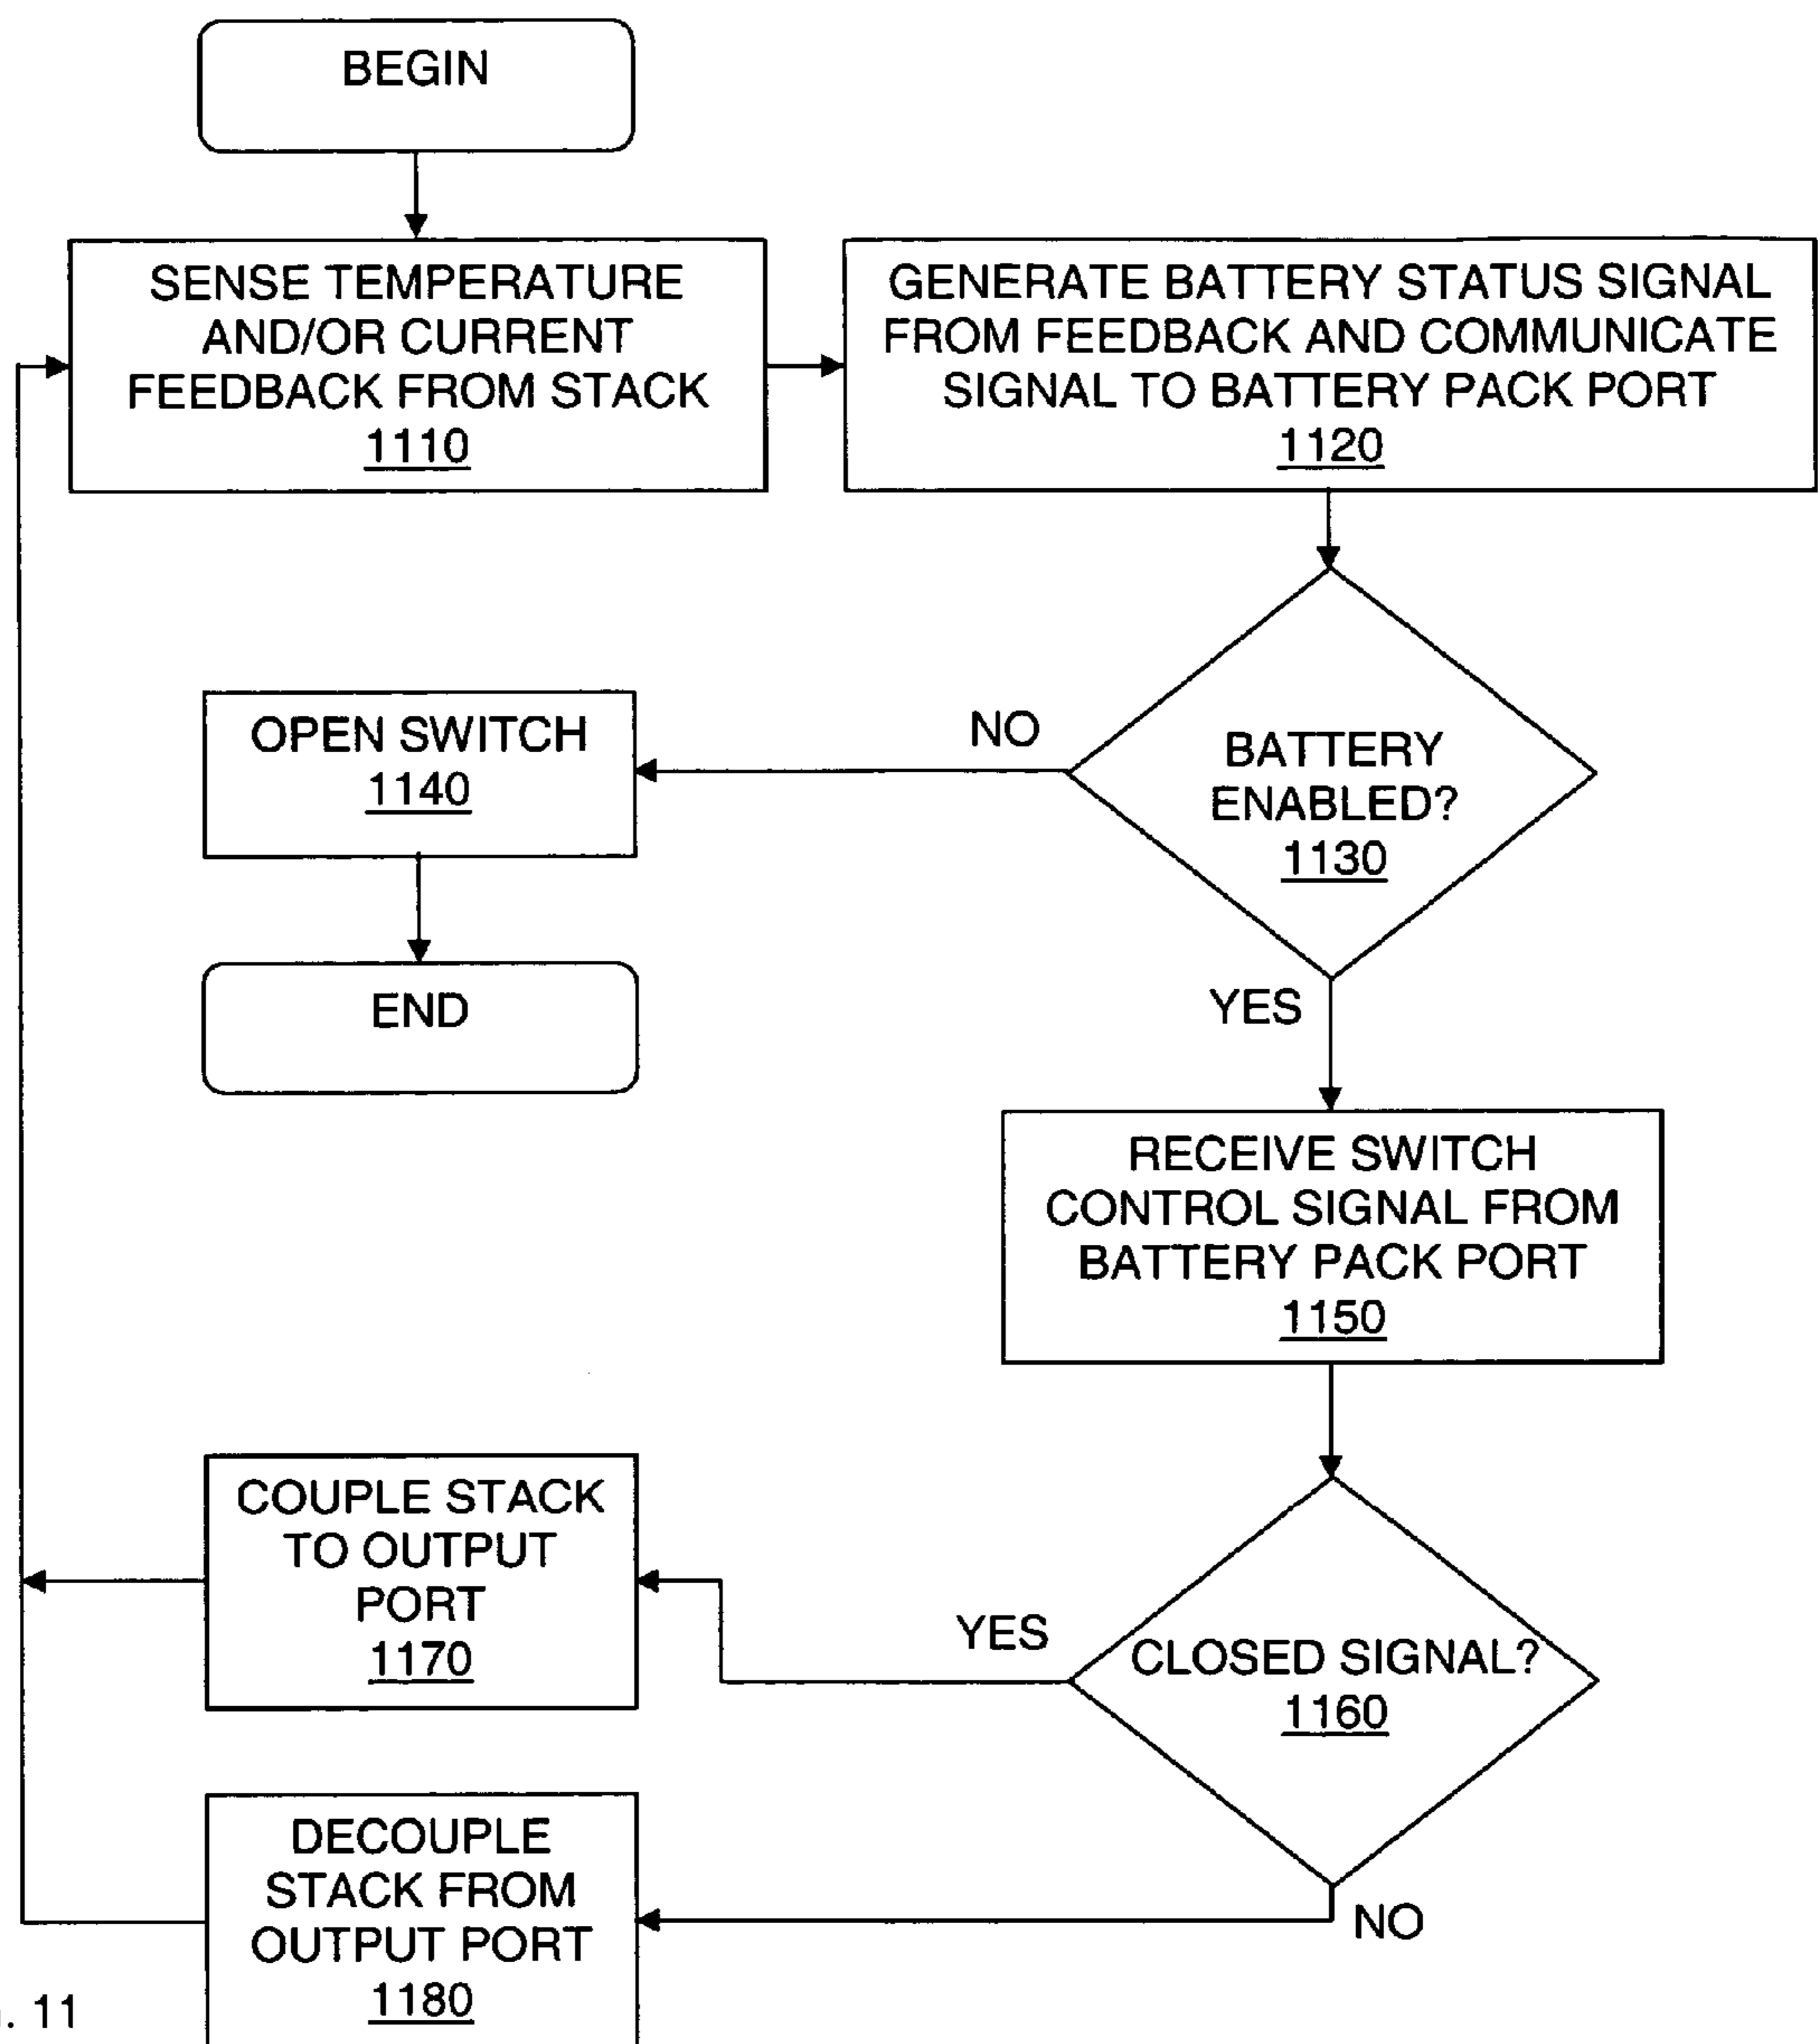 BEGIN
SENSE TEMPERATURE
AND/OR CURRENT
FEEDBACK FROM STACK
1110
GENERATE BATTERY STATUS SIGNAL
FROM FEEDBACK AND COMMUNICATE
SIGNAL TO BATTERY PACK PORT
1120
BATTERY
ENABLED?
1130
NO
OPEN SWITCH
1140
END
YES
RECEIVE SWITCH
CONTROL SIGNAL FROM
BATTERY PACK PORT
1150
CLOSED SIGNAL?
1160
YES
COUPLE STACK
TO OUTPUT
PORT
1170
NO
DECOUPLE
STACK FROM
OUTPUT PORT
1180
. 11